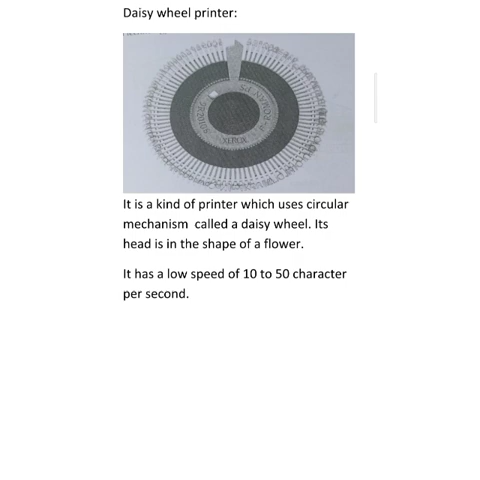 Daisy wheel printer:
XEROX
It is a kind of printer which uses circular
mechanism called a daisy wheel. Its
head is in the shape of a flower.
It has a low speed of 10 to 50 character
per second.